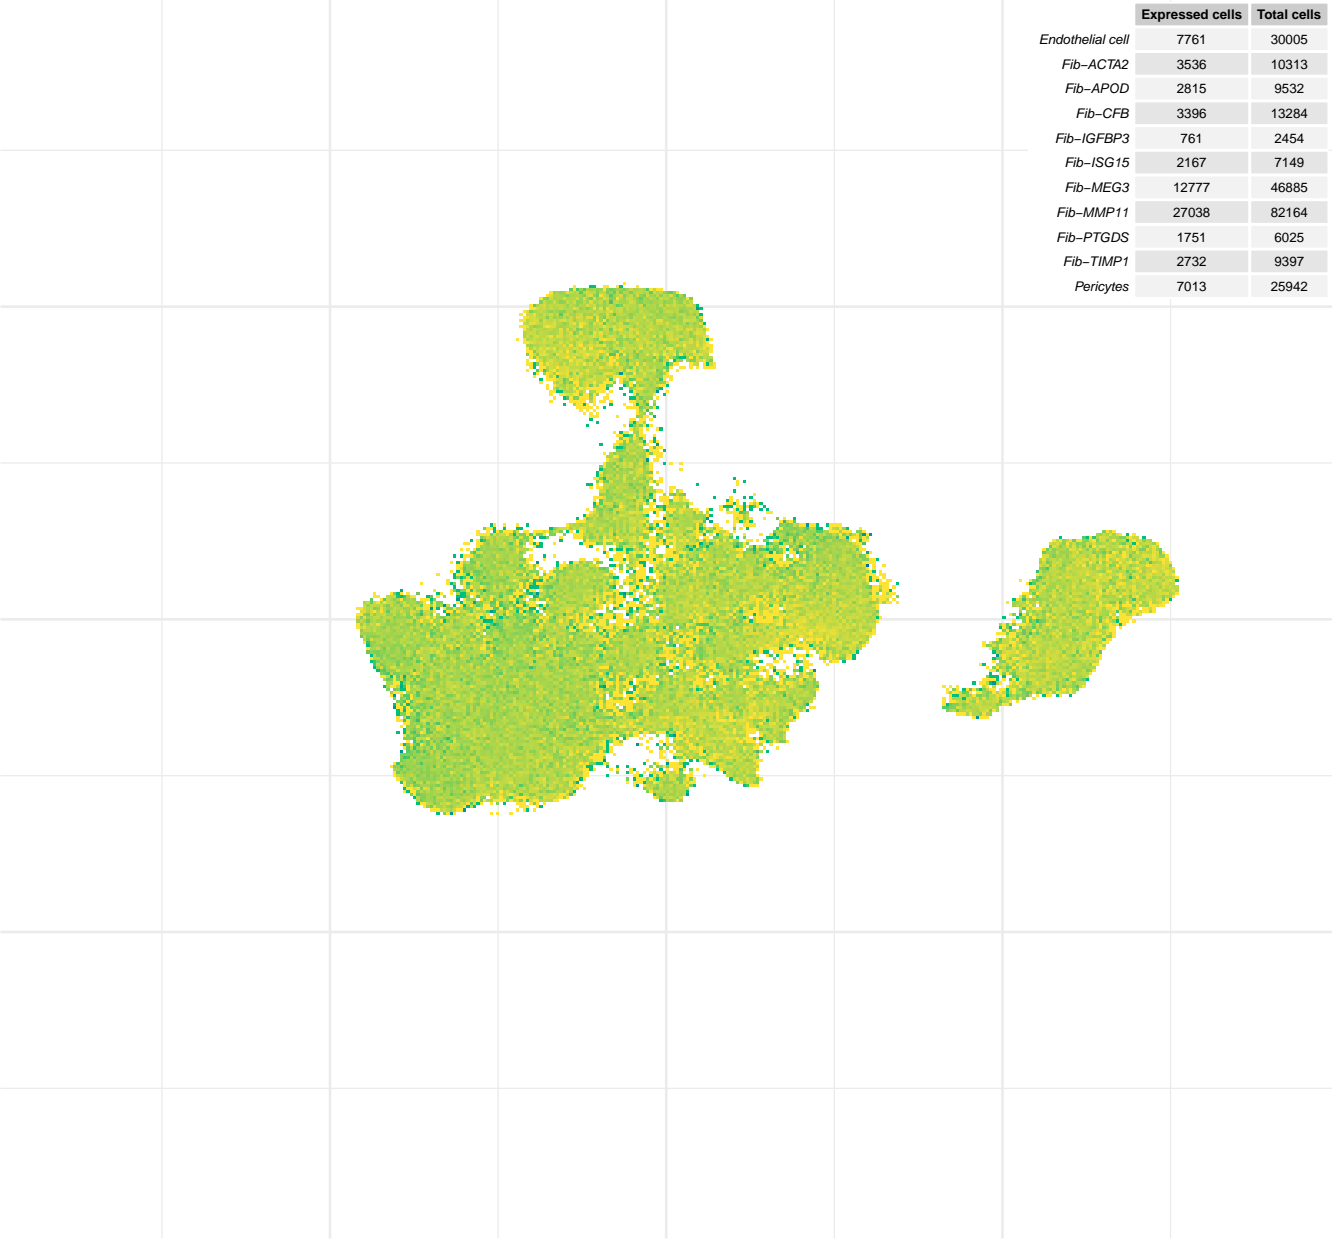 Expressed cells Total cells
Endothelial cell 7761 30005
Fib−ACTA2 3536 10313
Fib−APOD 2815 9532
Fib−CFB 3396 13284
Fib−IGFBP3 761 2454
Fib−ISG15 2167 7149
Fib−MEG3 12777 46885
Fib−MMP11 27038 82164
Fib−PTGDS 1751 6025
Fib−TIMP1 2732 9397
Pericytes 7013 25942